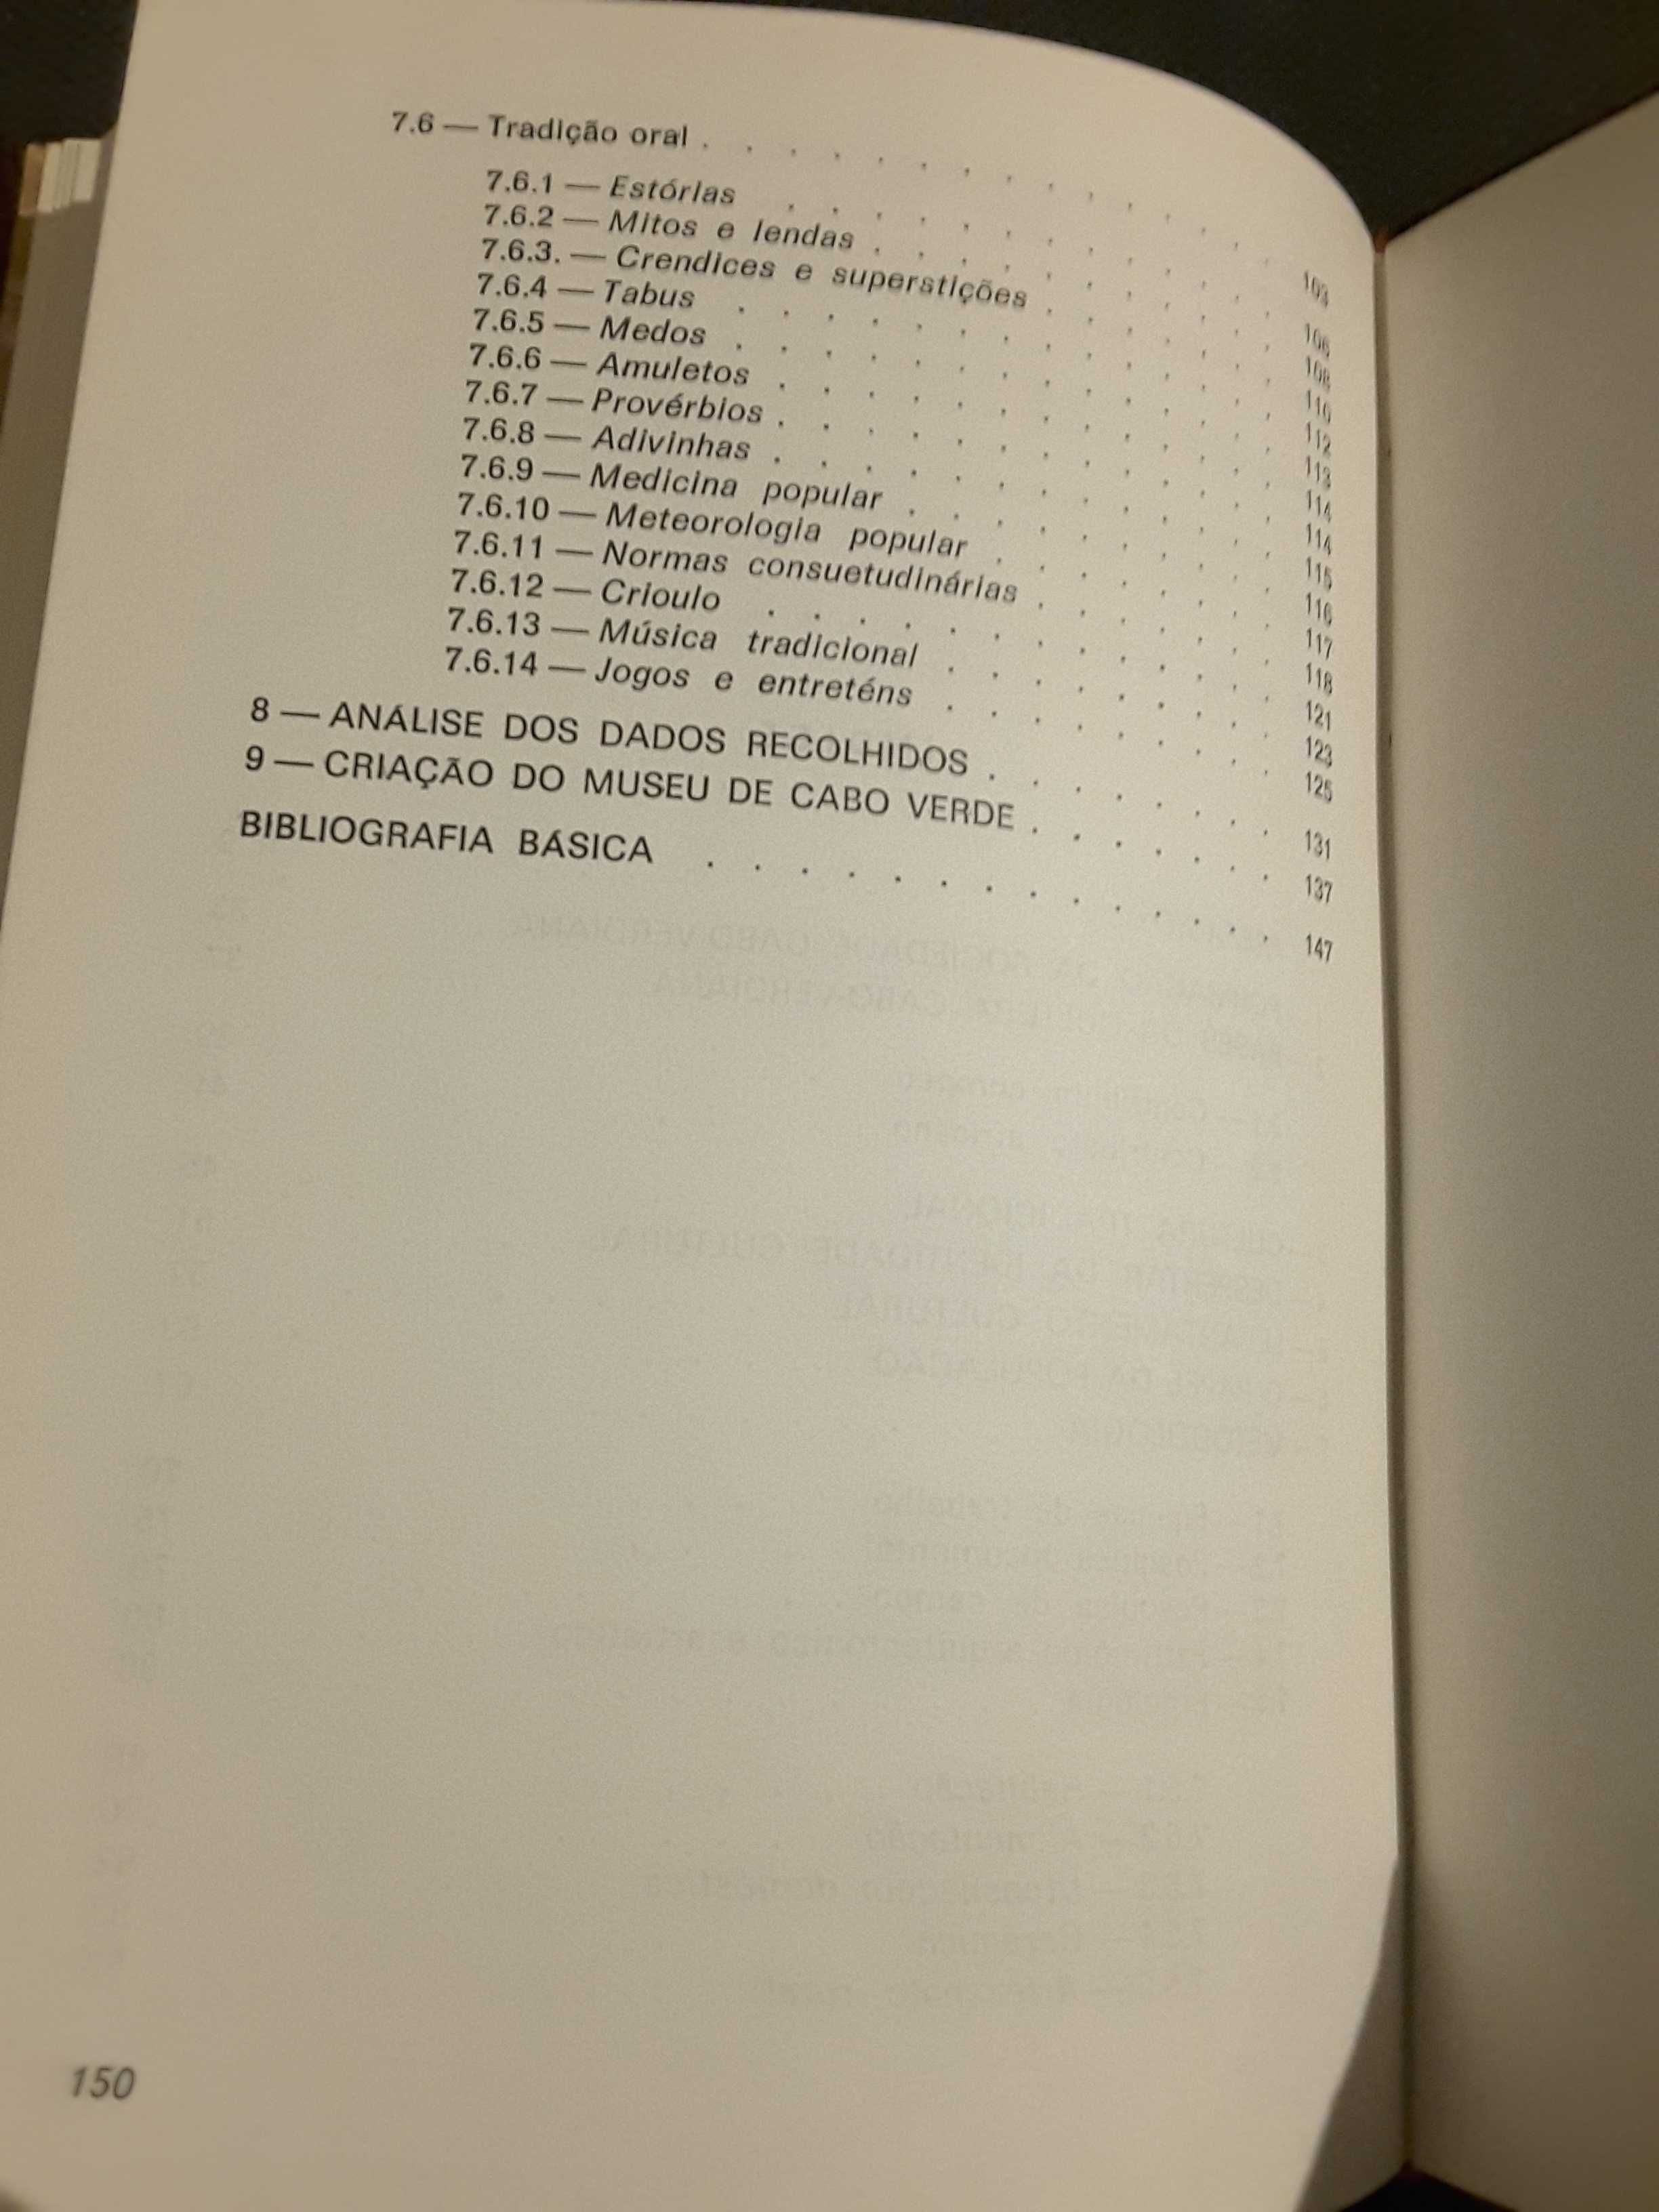 7.6 — Tradição oral . . . . . . . . . . . . . 103
7.6.1 — Estórias . . . . . . . . . . . . 106
7.6.2 — Mitos e lendas . . . . . . . . . . 108
7.6.3. — Crendices e superstições . . . . . . 110
7.6.4 — Tabus . . . . . . . . . . . . . 112
7.6.5 — Medos . . . . . . . . . . . . . 113
7.6.6 — Amuletos . . . . . . . . . . . . 114
7.6.7 — Provérbios . . . . . . . . . . . . 114
7.6.8 — Adivinhas . . . . . . . . . . . . 115
7.6.9 — Medicina popular . . . . . . . . . 116
7.6.10 — Meteorologia popular . . . . . . . 117
7.6.11 — Normas consuetudinárias . . . . . . 118
7.6.12 — Crioulo . . . . . . . . . . . . 121
7.6.13 — Música tradicional . . . . . . . . 123
7.6.14 — Jogos e entreténs . . . . . . . . 125
8 — ANÁLISE DOS DADOS RECOLHIDOS . . . . . . . 131
9 — CRIAÇÃO DO MUSEU DE CABO VERDE . . . . . . 137
BIBLIOGRAFIA BÁSICA . . . . . . . . . . . . . 147
150